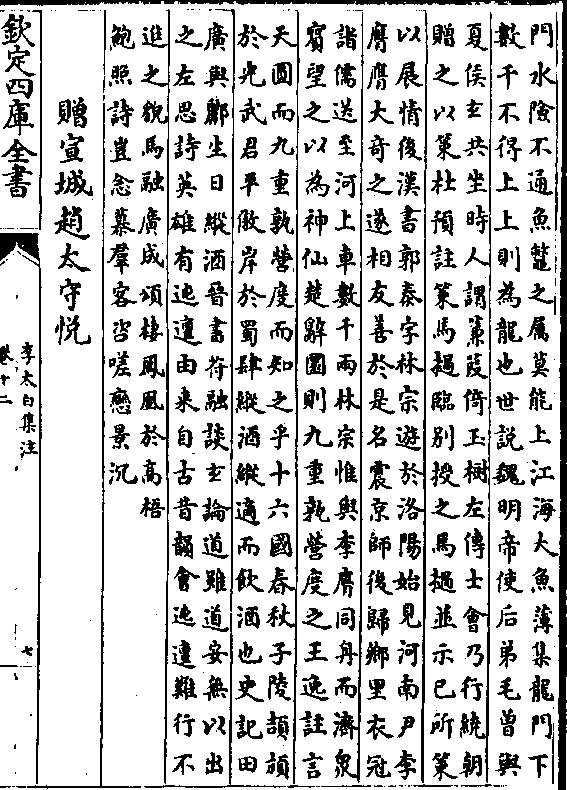 門水險不通魚鼈之屬莫能上江海大魚薄集龍門下
數千不得上上則為龍也世說魏明帝使后弟毛曽與
夏侯玄共坐時人謂蒹葭倚玉樹左傳士會乃行繞朝
贈之以策杜預註策馬檛臨別授之馬檛並示已所策
以展情後漢書郭泰字林宗遊於洛陽始見河南尹李
膺膺大奇之遂相友善於是名震京師後歸鄉里衣冠
諸儒送至河上車數千兩林宗惟與李膺同舟而濟衆
賔望之以為神仙楚辭圜則九重孰營度之王逸註言
天圜而九重孰營度而知之乎十六國春秋子陵頡頏
於光武君平傲岸於蜀肆縱酒縱適而飲酒也史記田
廣與酈生日縱酒晉書苻融談玄論道雖道安無以出
之左思詩英雄有迍邅由来自古昔韻會迍邅難行不
進之貌馬融廣成頌棲鳳凰於高梧
鮑照詩豈念慕羣客咨嗟戀景沉
贈宣城趙太守悅
欽定四庫全書
李太白集注
卷十二
七